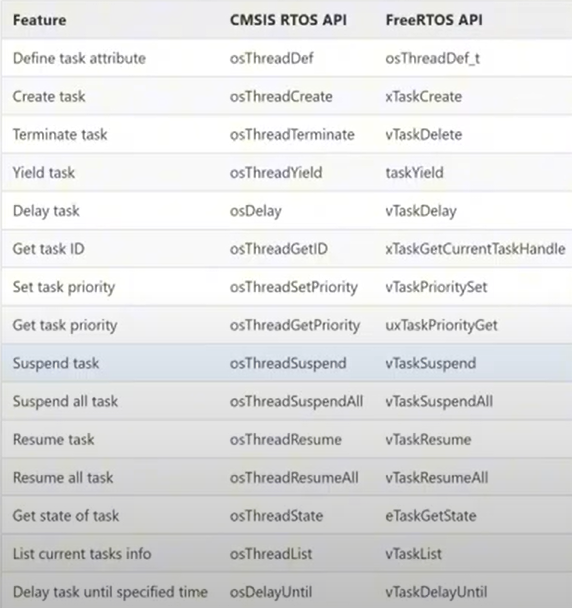 Feature CMSIS RTOS API FreeRTOS API
Define task attribute osThreadDef osThreadDef_t
Create task osThreadCreate xTaskCreate
Terminate task osThreadTerminate vTaskDelete
Yield task osThreadYield taskYield
Delay task osDelay vTaskDelay
Get task ID osThreadGetID xTaskGetCurrentTaskHandle
Set task priority osThreadSetPriority vTaskPrioritySet
Get task priority osThreadGetPriority uxTaskPriorityGet
Suspend task osThreadSuspend vTaskSuspend
Suspend all task osThreadSuspendAll vTaskSuspendAll
Resume task osThreadResume vTaskResume
Resume all task osThreadResumeAll vTaskResumeAll
Get state of task osThreadState eTaskGetState
List current tasks info osThreadList vTaskList
Delay task until specified time osDelayUntil vTaskDelayUntil